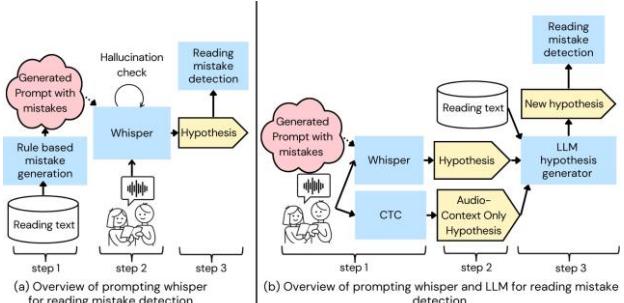 Generated
Prompt with
mistakes
Rule based
mistake
generation
Reading text
step 1
Hallucination
check
Whisper
step 2
Reading
mistake
detection
Hypothesis
step 3
(a) Overview of prompting whisper
for reading mistake detection
Generated
Prompt with
mistakes
Whisper
CTC
step 1
Reading text
Hypothesis
Audio-
Context Only
Hypothesis
step 2
Reading
mistake
detection
New hypothesis
LLM
hypothesis
generator
step 3
(b) Overview of prompting whisper and LLM for reading mistake
detection